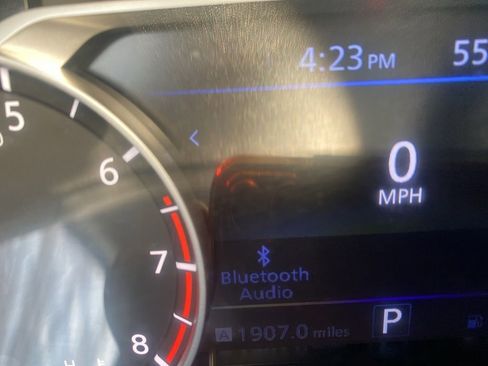 4:23 PM 55
5
6
7
8
0
MPH
Bluetooth
Audio
A 1907.0 miles P